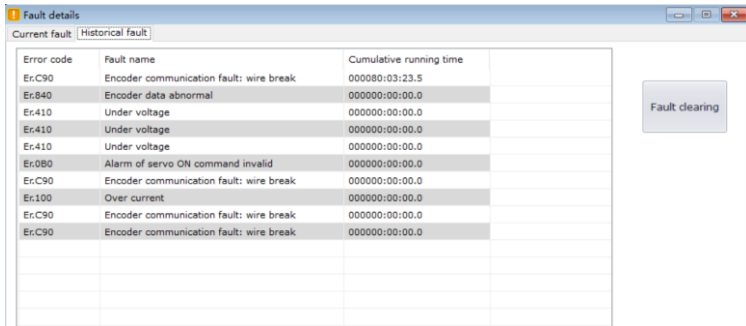 Fault details
Current fault Historical fault
Error code Fault name Cumulative running time
Er.C90 Encoder communication fault: wire break 000080:03:23.5
Er.840 Encoder data abnormal 000000:00:00.0
Er.410 Under voltage 000000:00:00.0
Er.410 Under voltage 000000:00:00.0
Er.410 Under voltage 000000:00:00.0
Er.0B0 Alarm of servo ON command invalid 000000:00:00.0
Er.C90 Encoder communication fault: wire break 000000:00:00.0
Er.100 Over current 000000:00:00.0
Er.C90 Encoder communication fault: wire break 000000:00:00.0
Er.C90 Encoder communication fault: wire break 000000:00:00.0
Fault clearing